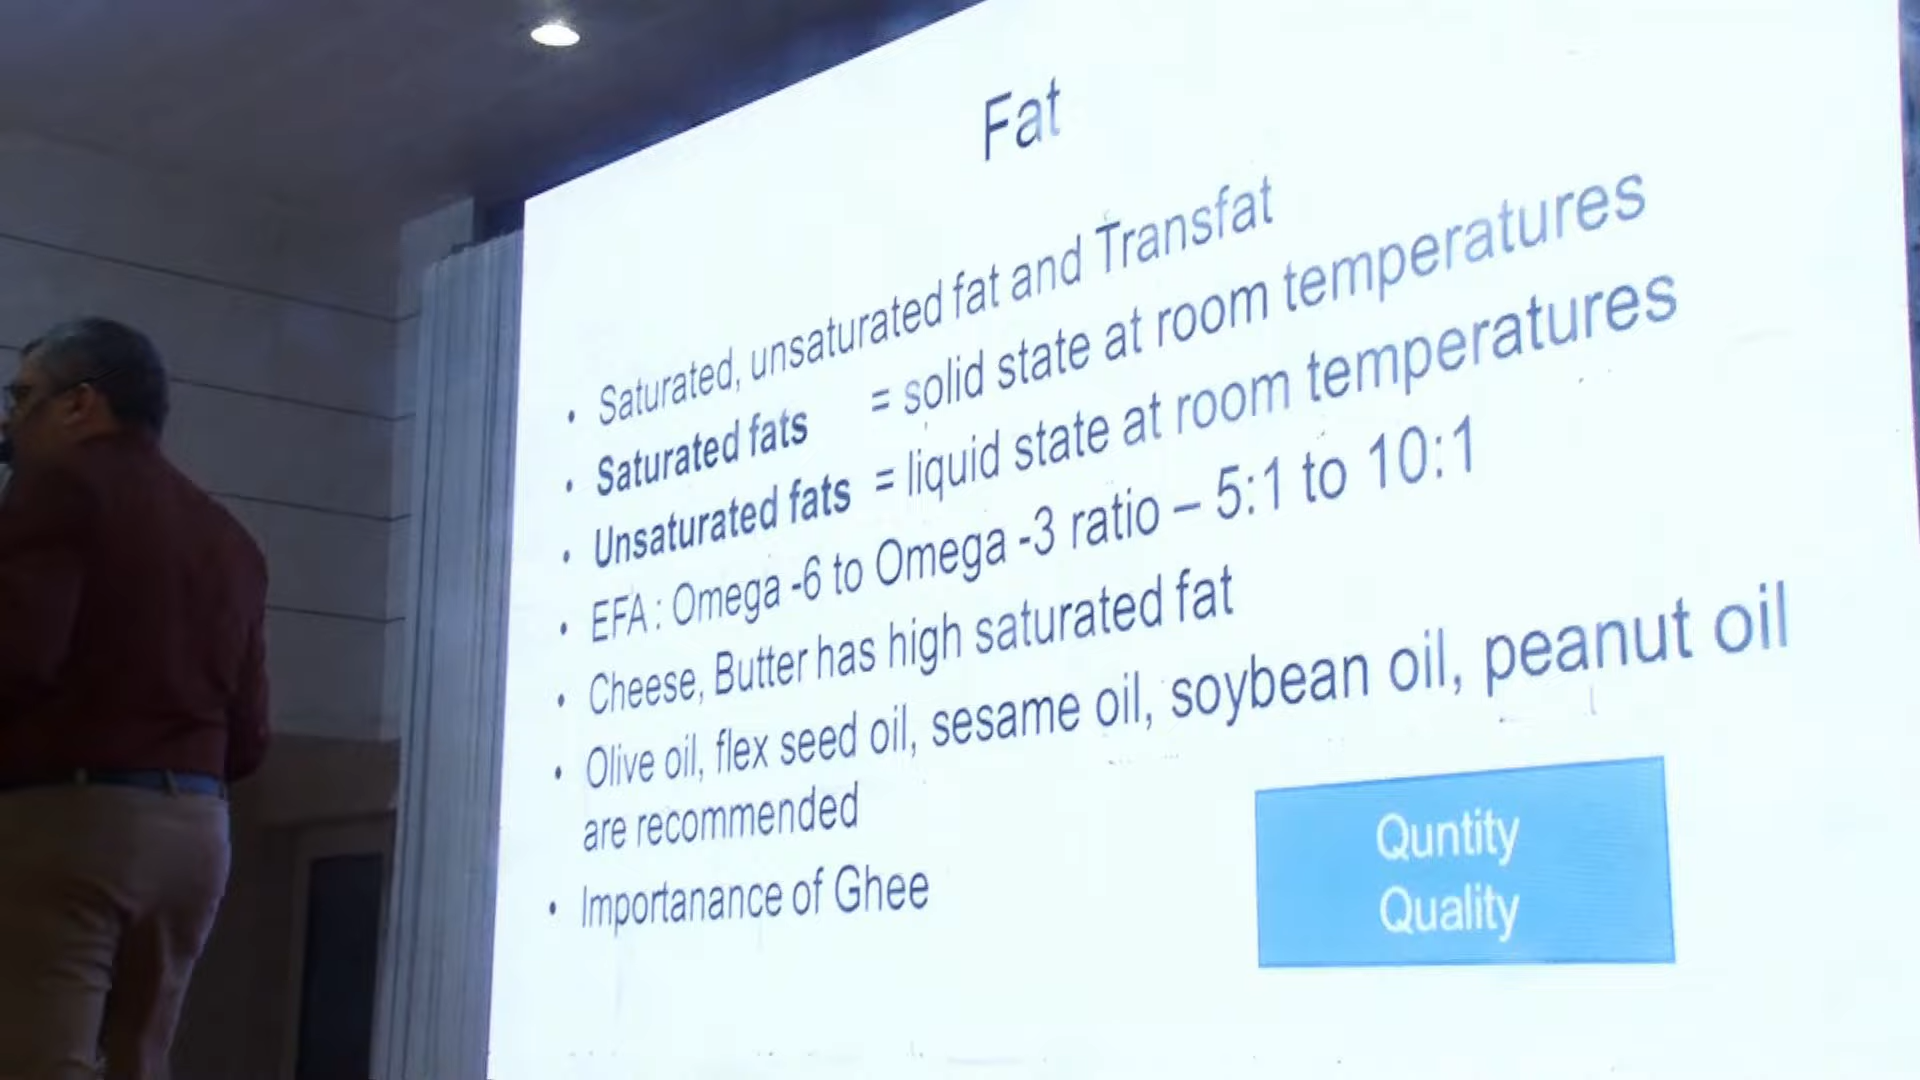 Fat
• Saturated, unsaturated fat and Transfat
• Saturated fats = solid state at room temperatures
• Unsaturated fats = liquid state at room temperatures
• EFA : Omega -6 to Omega -3 ratio – 5:1 to 10:1
• Cheese, Butter has high saturated fat
• Olive oil, flex seed oil, sesame oil, soybean oil, peanut oil
are recommended
• Importanance of Ghee
Quntity
Quality